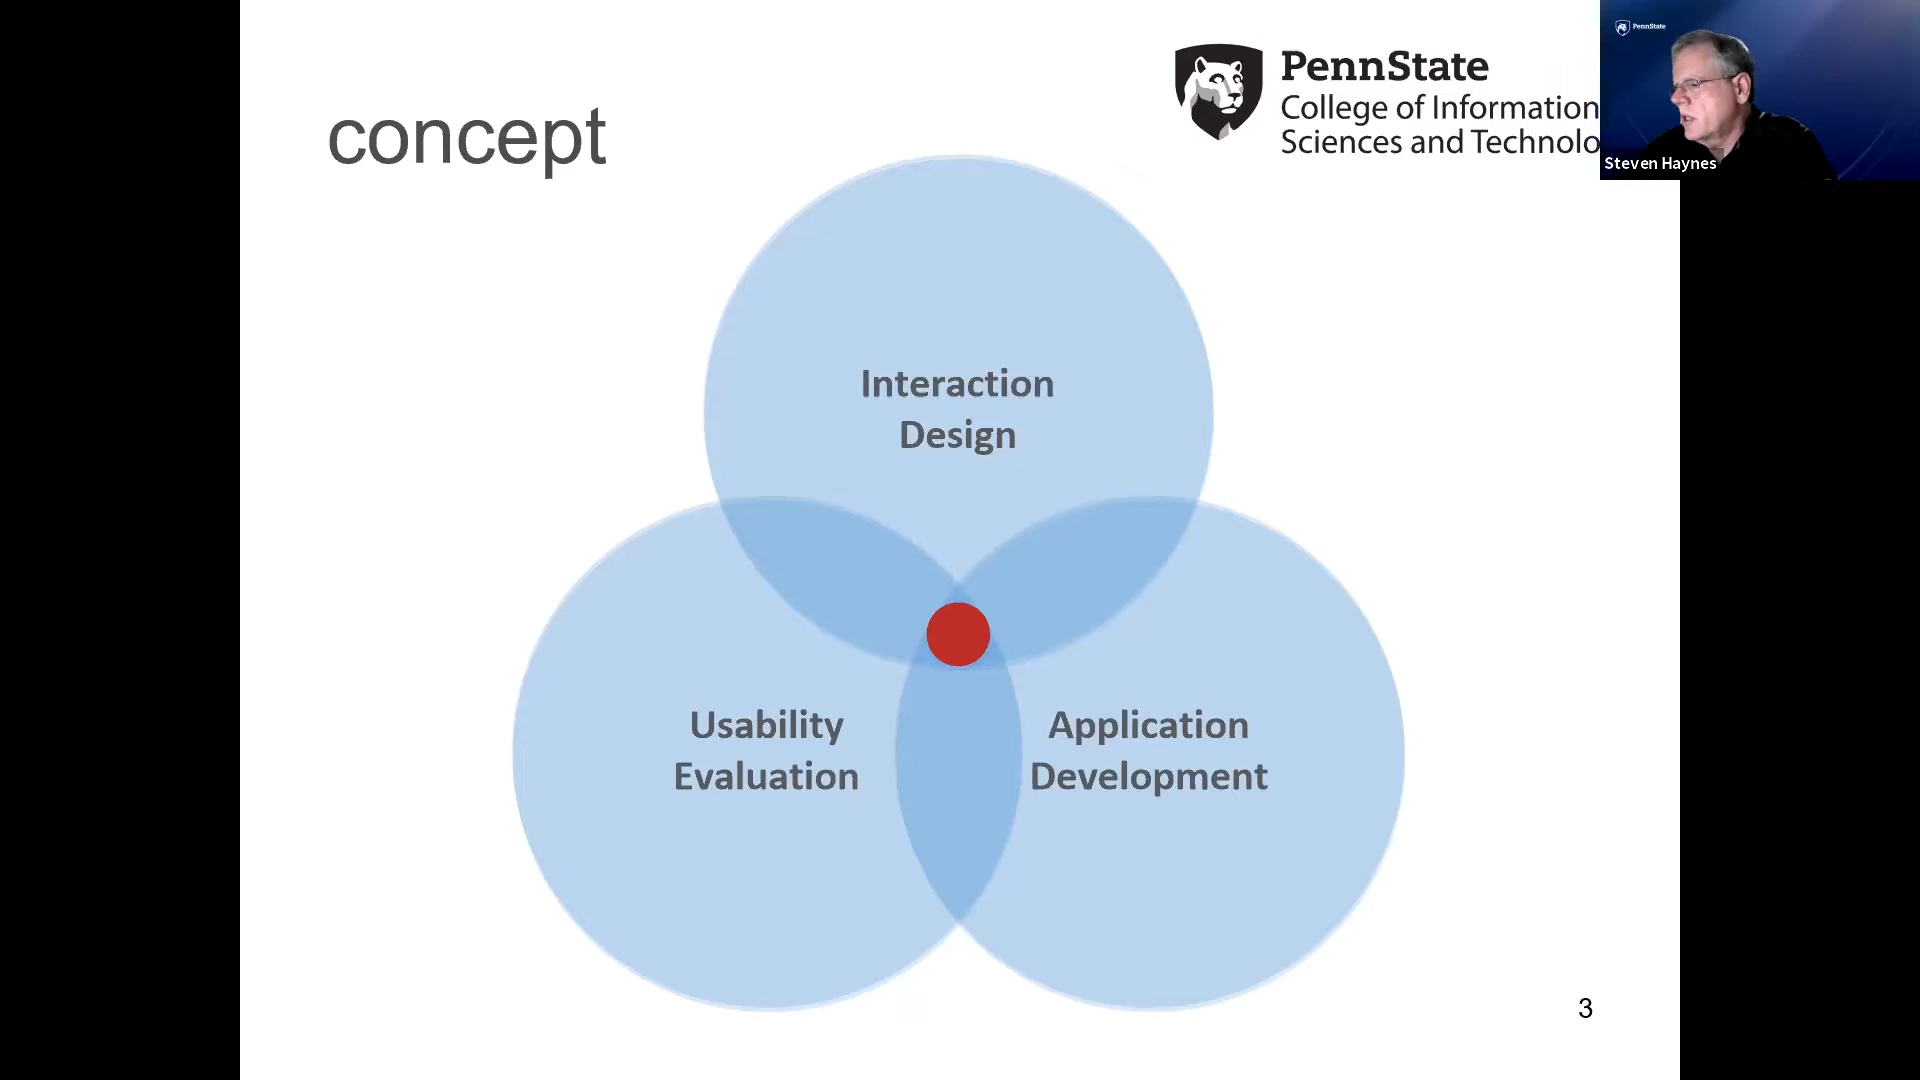 concept
PennState
College of Information
Sciences and Technolo
PennState
Steven Haynes
Interaction
Design
Usability
Evaluation
Application
Development
3